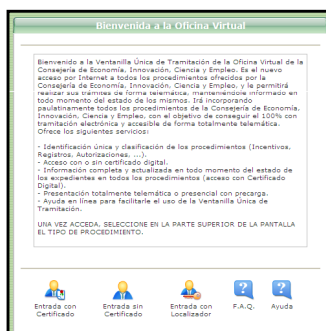 Bienvenida a la Oficina Virtual
Bienvenido a la Ventanilla Única de Tramitación de la Oficina Virtual de la
Consejería de Economía, Innovación, Ciencia y Empleo. Es el nuevo
acceso por Internet a todos los procedimientos ofrecidos por la
Consejería de Economía, Innovación, Ciencia y Empleo, y le permitirá
realizar sus trámites de forma telemática, manteniéndole informado en
todo momento del estado de los mismos. Irá incorporando
paulatinamente todos los procedimientos de la Consejería de Economía,
Innovación, Ciencia y Empleo, con el objetivo de conseguir el 100% con
tramitación electrónica y accesible de forma totalmente telemática.
Ofrece los siguientes servicios:
- Identificación única y clasificación de los procedimientos (Incentivos,
Registros, Autorizaciones, ...).
- Acceso con o sin certificado digital.
- Información completa y actualizada en todo momento del estado de
los expedientes en todos los procedimientos (acceso con Certificado
Digital).
- Presentación totalmente telemática o presencial con precarga.
- Ayuda en línea para facilitarle el uso de la Ventanilla Única de
Tramitación.
UNA VEZ ACCEDA, SELECCIONE EN LA PARTE SUPERIOR DE LA PANTALLA
EL TIPO DE PROCEDIMIENTO.
Entrada con Certificado
Entrada sin Certificado
Entrada con Localizador
F.A.Q.
Ayuda